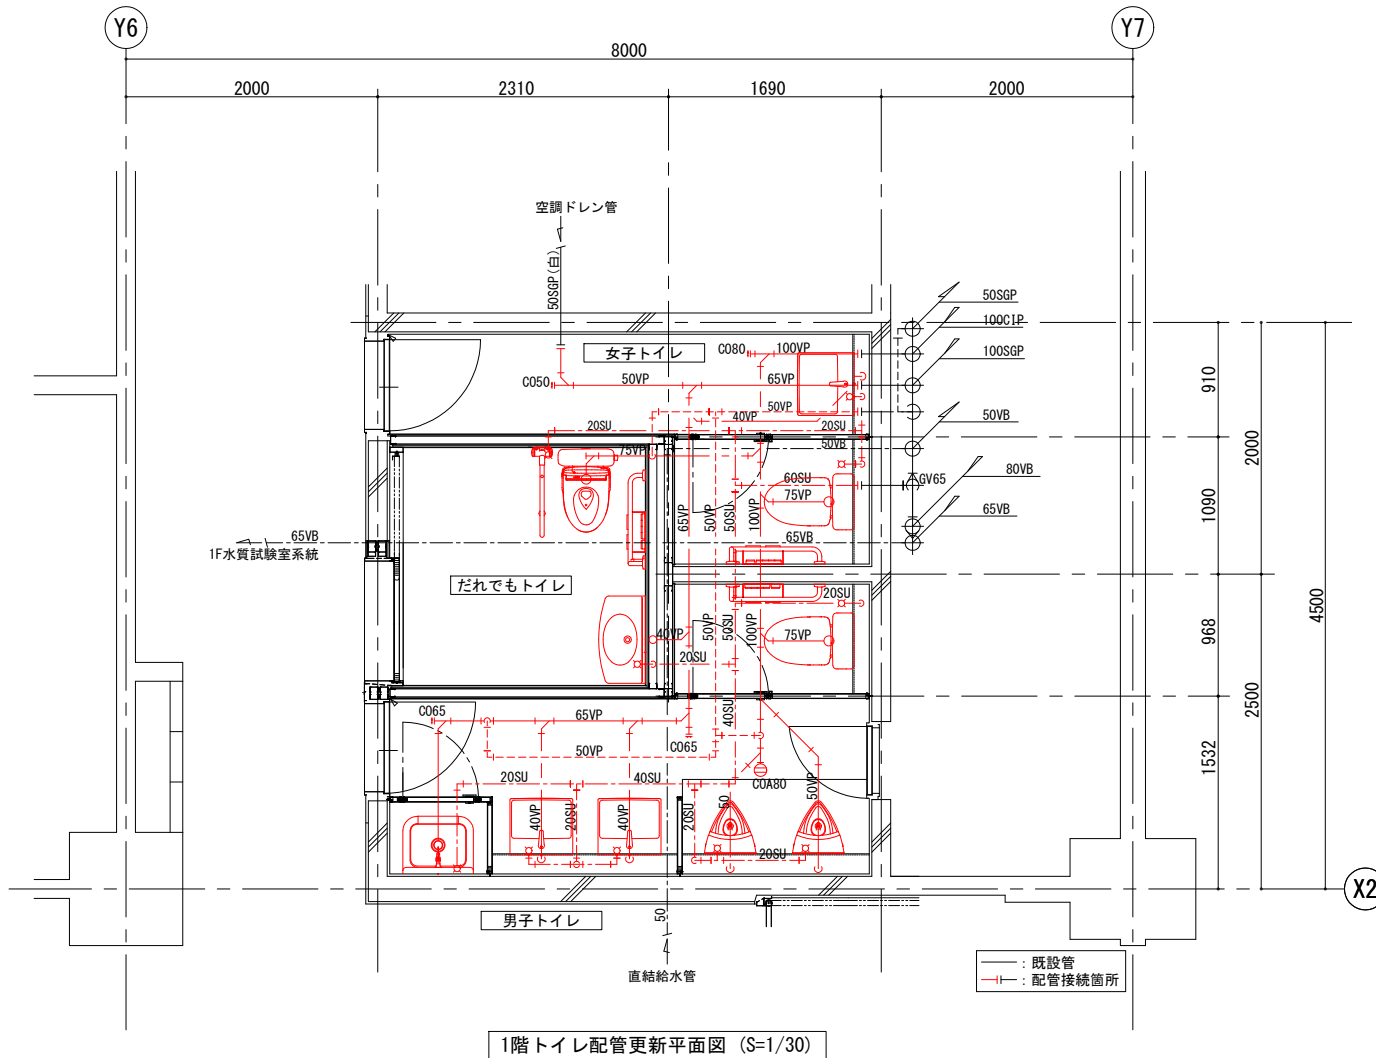 Y6
Y7
8000
2000
2310
1690
2000
空調ドレン管
50SGP(白)
50SGP
100CIP
100SGP
50VB
80VB
65VB
女子トイレ
CO80
100VP
CO50
50VP
65VP
50VP
40VP
20SU
20SU
50VB
75VP
60SU
GV65
75VP
65VP
50VP
50SU
100VP
65VB
65VB
1F水質試験室系統
だれでもトイレ
20SU
50VP
50SU
100VP
75VP
40VP
20SU
40SU
CO65
65VP
CO65
50VP
20SU
40SU
COA80
50VP
40VP
20SU
40VP
20SU
50
20SU
男子トイレ
50
直結給水管
910
1090
968
1532
2000
2500
4500
X2
:既設管
:配管接続箇所
1階トイレ配管更新平面図 (S=1/30)